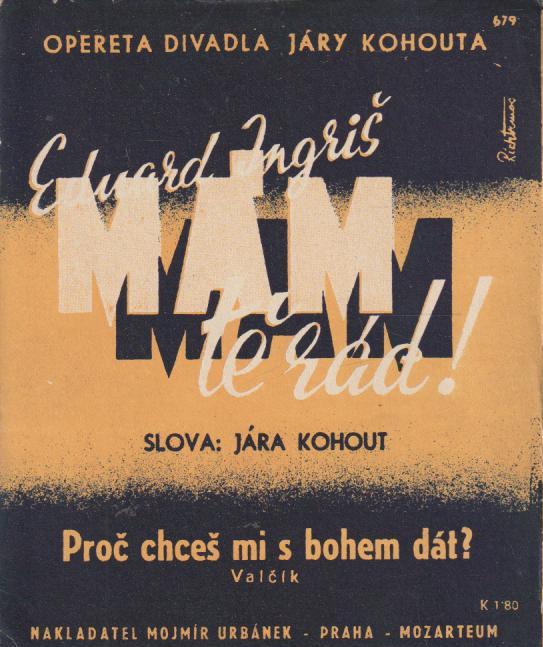 679
OPERETA DIVADLA JÁRY KOHOUTA
Eduard Ingriš
MÁM
tě rád!
SLOVA: JÁRA KOHOUT
Proč chceš mi s bohem dát?
Valčík
K 1·80
NAKLADATEL MOJMÍR URBÁNEK - PRAHA - MOZARTEUM